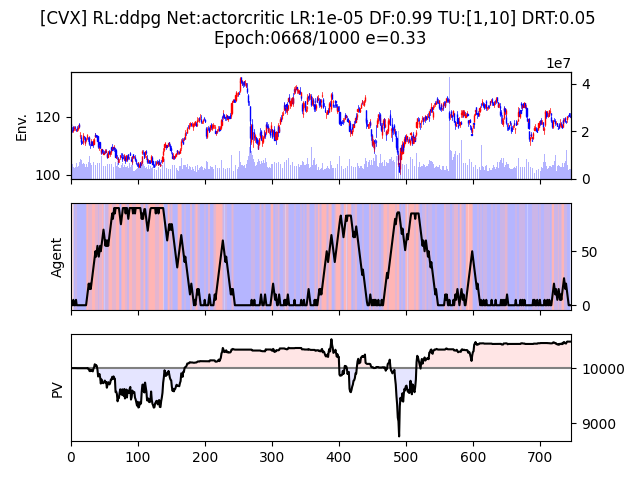 [CVX] RL:ddpg Net:actorcritic LR:1e-05 DF:0.99 TU:[1,10] DRT:0.05
Epoch:0668/1000 e=0.33
1e7
Env.
120
100
4
2
0
Agent
50
0
PV
10000
9000
0
100
200
300
400
500
600
700